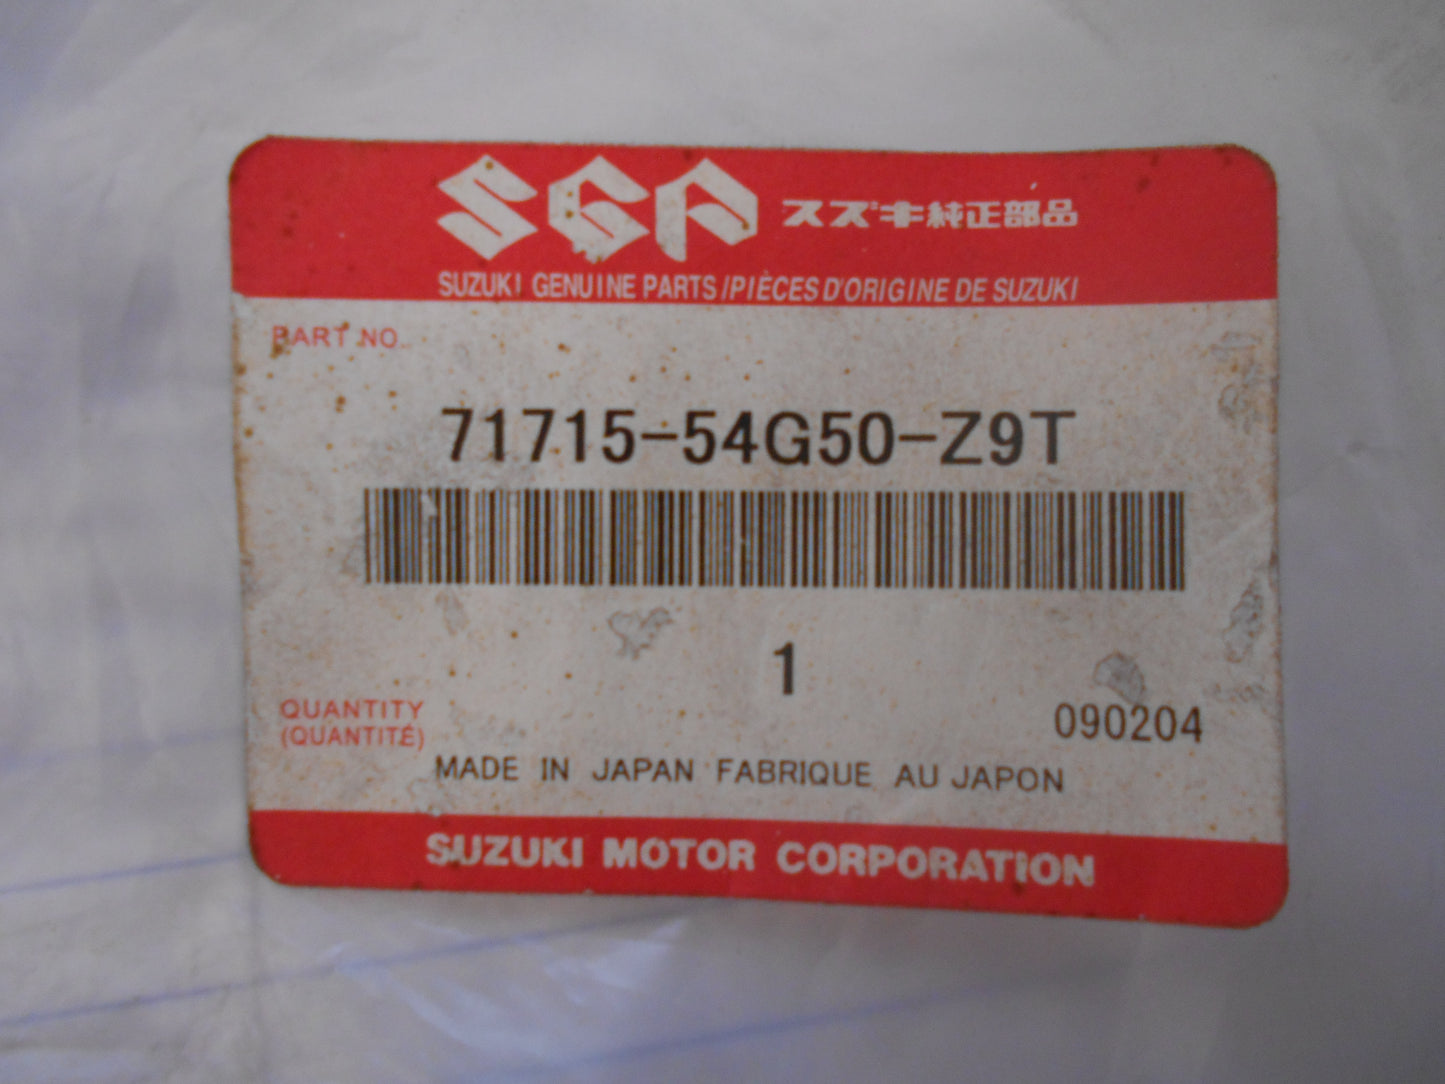 SGP スズキ純正部品
SUZUKI GENUINE PARTS/PIÈCES D'ORIGINE DE SUZUKI
PART NO.
71715-54G50-Z9T
1
QUANTITY
(QUANTITÉ)
090204
MADE IN JAPAN FABRIQUE AU JAPON
SUZUKI MOTOR CORPORATION